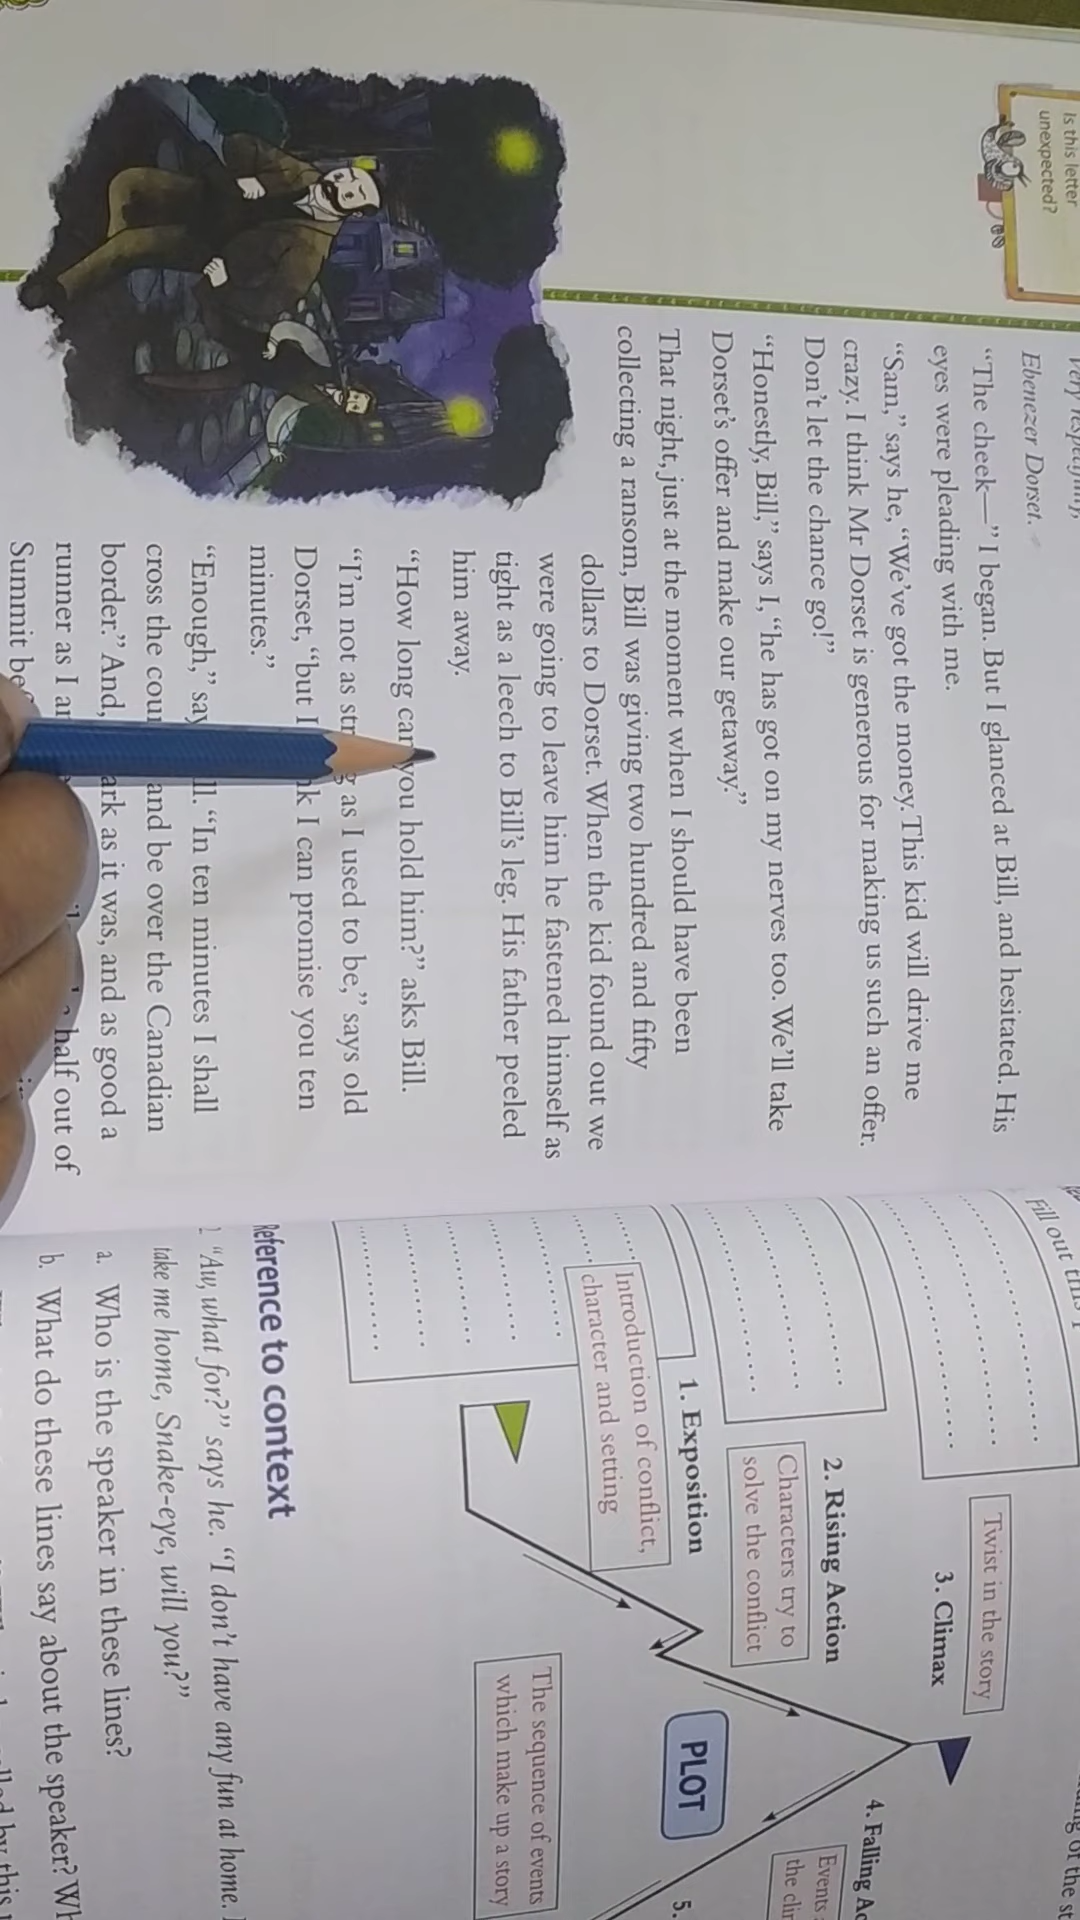 Is this letter
unexpected?
Very respectfully,
Ebenezer Dorset.
“The cheek—” I began. But I glanced at Bill, and hesitated. His
eyes were pleading with me.
“Sam,” says he, “We’ve got the money. This kid will drive me
crazy. I think Mr Dorset is generous for making us such an offer.
Don’t let the chance go!”
“Honestly, Bill,” says I, “he has got on my nerves too. We’ll take
Dorset’s offer and make our getaway.”
That night, just at the moment when I should have been
collecting a ransom, Bill was giving two hundred and fifty
dollars to Dorset. When the kid found out we
were going to leave him he fastened himself as
tight as a leech to Bill’s leg. His father peeled
him away.
“How long can you hold him?” asks Bill.
“I’m not as as I used to be,” says old
Dorset, “but I I can promise you ten
minutes.”
“Enough,” “In ten minutes I shall
cross the and be over the Canadian
border.” And, as it was, and as good a
runner as I half out of
Summit
Fill out
Twist in the story
3. Climax
2. Rising Action
Characters try to
solve the conflict
1. Exposition
Introduction of conflict,
character and setting
4. Falling
Events
the
5.
PLOT
The sequence of events
which make up a story
of the
Reference to context
1 “Aw, what for?” says he. “I don’t have any fun at home.
take me home, Snake-eye, will you?”
a. Who is the speaker in these lines?
b. What do these lines say about the speaker?
by this